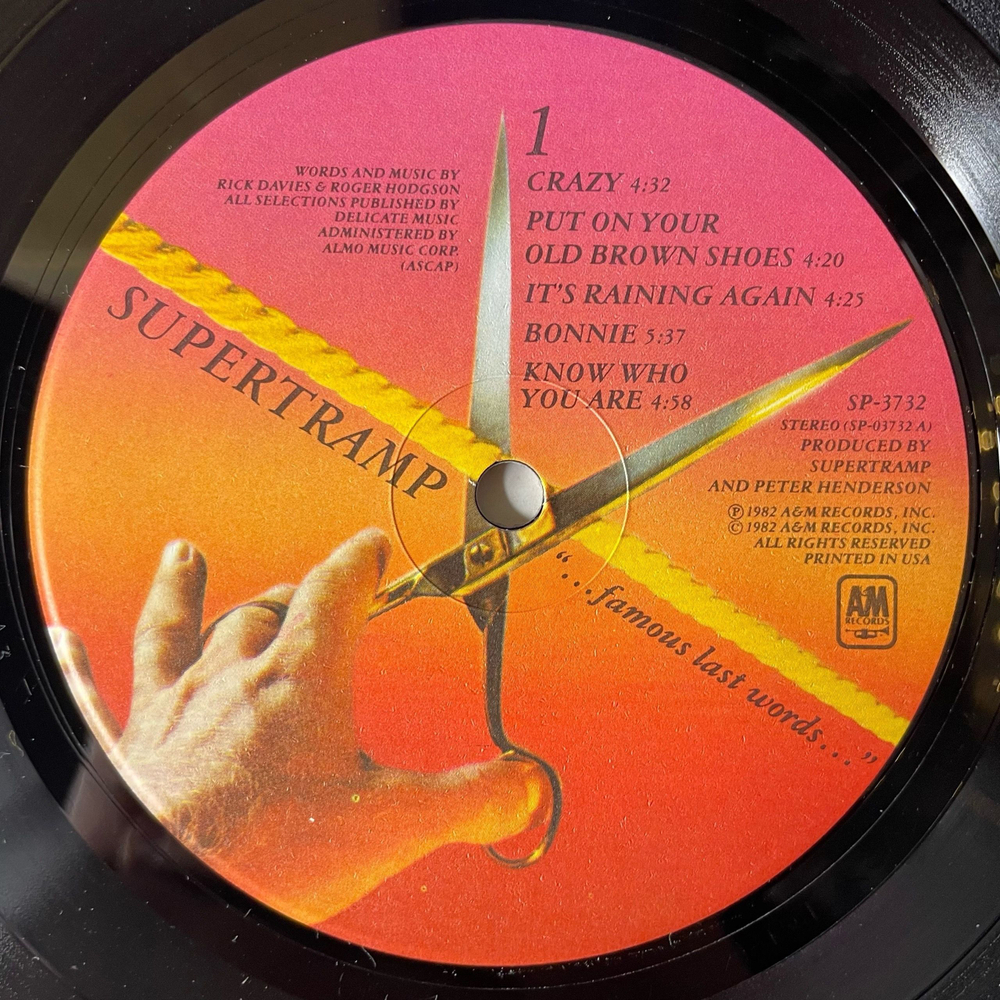 1
WORDS AND MUSIC BY
RICK DAVIES & ROGER HODGSON
ALL SELECTIONS PUBLISHED BY
DELICATE MUSIC
ADMINISTERED BY
ALMO MUSIC CORP.
(ASCAP)
CRAZY 4:32
PUT ON YOUR
OLD BROWN SHOES 4:20
IT'S RAINING AGAIN 4:25
BONNIE 5:37
KNOW WHO
YOU ARE 4:58
SUPERTRAMP
SP-3732
STEREO (SP-03732 A)
PRODUCED BY
SUPERTRAMP
AND PETER HENDERSON
℗ 1982 A&M RECORDS, INC.
© 1982 A&M RECORDS, INC.
ALL RIGHTS RESERVED
PRINTED IN USA
A&M
RECORDS
"...famous last words..."